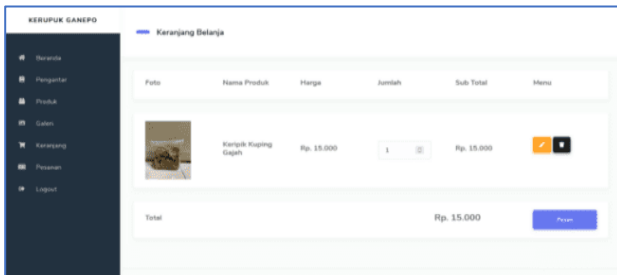 KERUPUK GANEPO
Keranjang Belanja
Beranda
Pengantar
Produk
Galeri
Keranjang
Pesanan
Logout
Foto Nama Produk Harga Jumlah Sub Total Menu
Keripik Kuping
Gajah
Rp. 15.000 1 Rp. 15.000
Total Rp. 15.000 Pesan